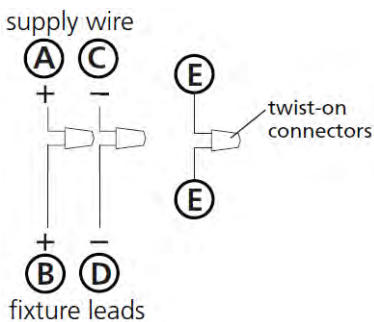 supply wire
A C
+ −
E
twist-on
connectors
E
+ −
B D
fixture leads